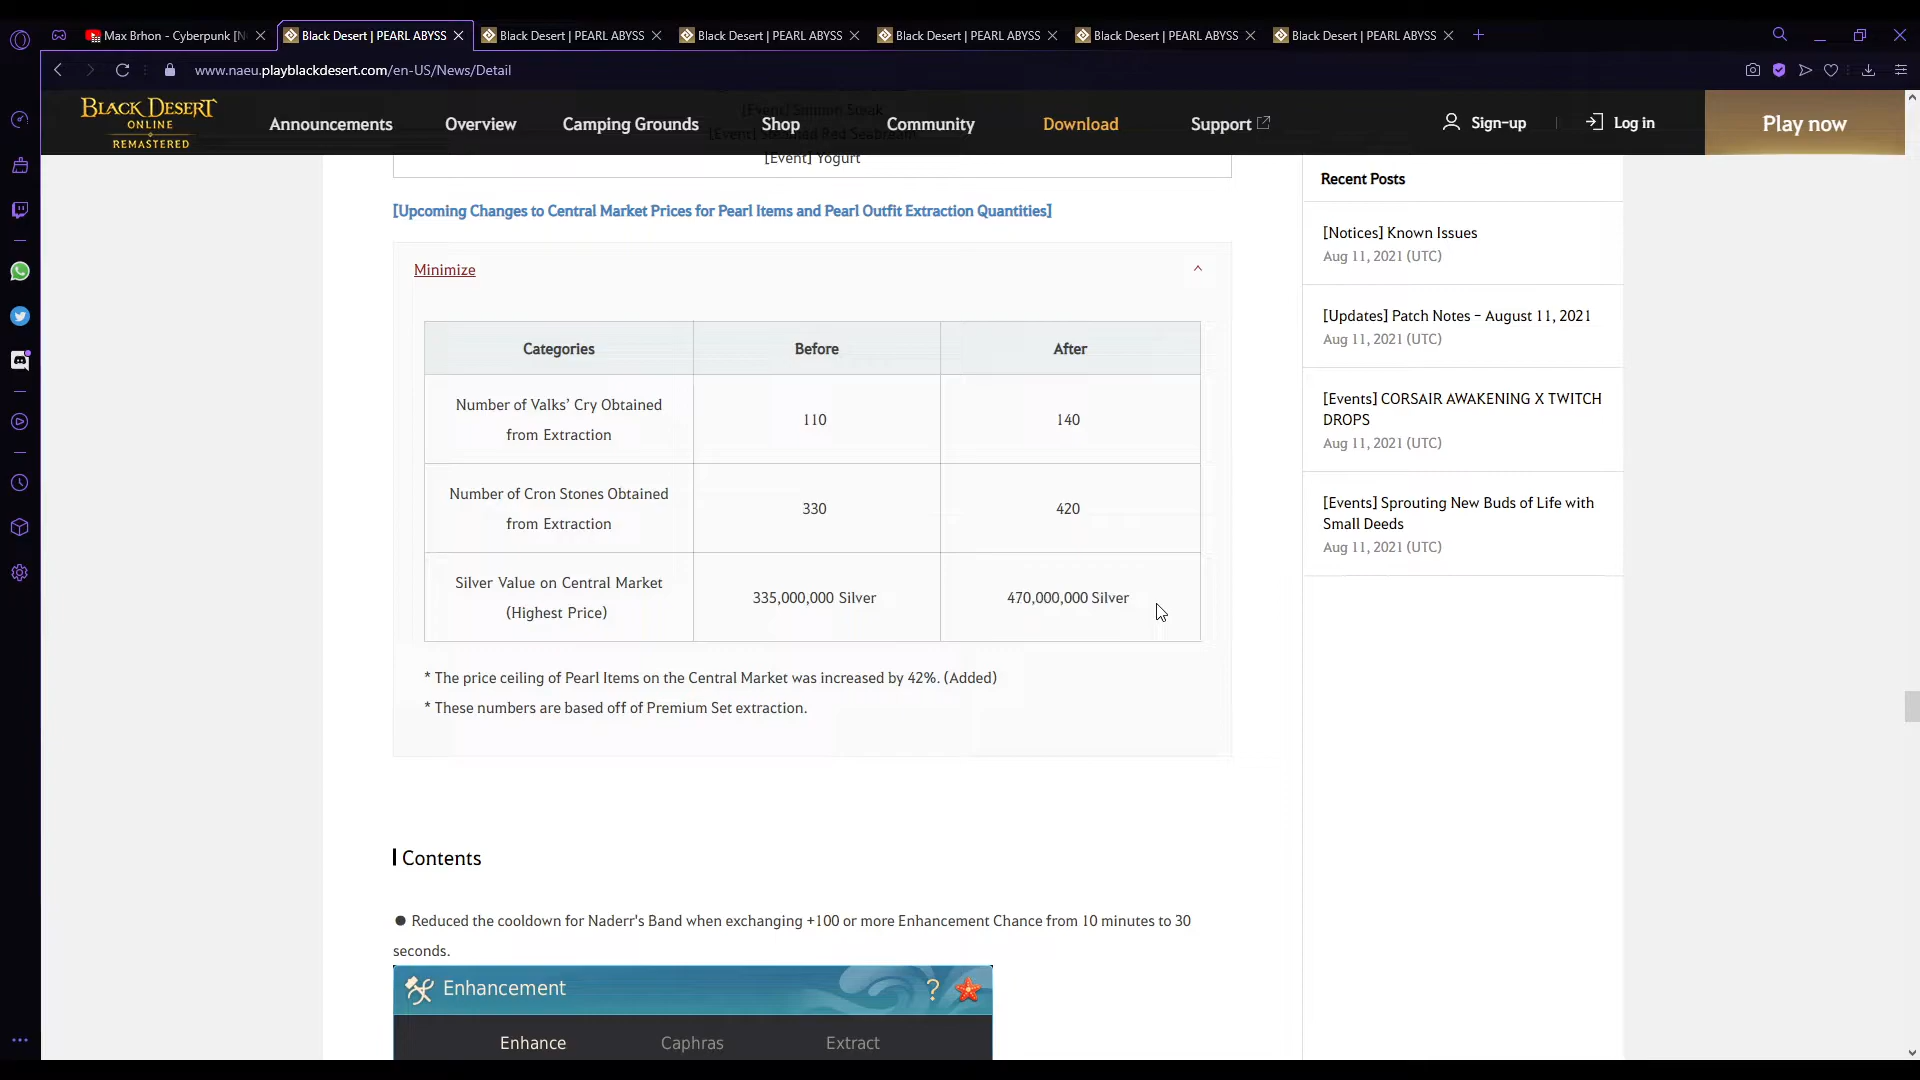 Max Brhon - Cyberpunk [N
Black Desert | PEARL ABYSS
Black Desert | PEARL ABYSS
Black Desert | PEARL ABYSS
Black Desert | PEARL ABYSS
Black Desert | PEARL ABYSS
Black Desert | PEARL ABYSS
www.naeu.playblackdesert.com/en-US/News/Detail
BLACK DESERT
ONLINE
REMASTERED
Announcements
Overview
Camping Grounds
Shop
Community
Download
Support
Sign-up
Log in
Play now
[Event] Yogurt
[Upcoming Changes to Central Market Prices for Pearl Items and Pearl Outfit Extraction Quantities]
Minimize
Categories
Before
After
Number of Valks’ Cry Obtained
from Extraction
110
140
Number of Cron Stones Obtained
from Extraction
330
420
Silver Value on Central Market
(Highest Price)
335,000,000 Silver
470,000,000 Silver
* The price ceiling of Pearl Items on the Central Market was increased by 42%. (Added)
* These numbers are based off of Premium Set extraction.
Contents
● Reduced the cooldown for Naderr's Band when exchanging +100 or more Enhancement Chance from 10 minutes to 30
seconds.
Enhancement
?
Enhance
Caphras
Extract
Recent Posts
[Notices] Known Issues
Aug 11, 2021 (UTC)
[Updates] Patch Notes - August 11, 2021
Aug 11, 2021 (UTC)
[Events] CORSAIR AWAKENING X TWITCH
DROPS
Aug 11, 2021 (UTC)
[Events] Sprouting New Buds of Life with
Small Deeds
Aug 11, 2021 (UTC)